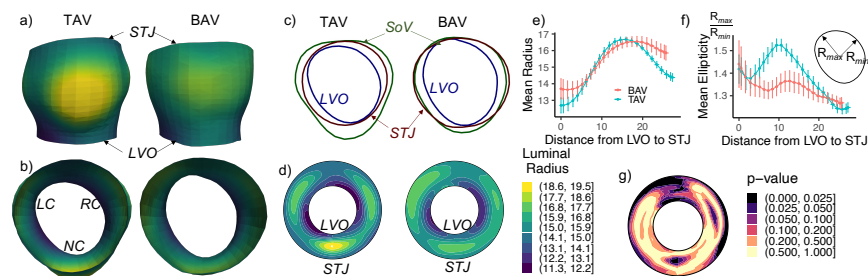 TAV BAV
a) STJ
LVO
b)
LC RC
NC
c) TAV BAV
SoV
LVO LVO
STJ
d)
LVO LVO
STJ STJ
e)
Mean Radius
17
16
15
14
13
BAV
TAV
0 10 20
Distance from LVO to STJ
f) Rmax
Rmin
Mean Ellipticity
1.5
1.4
1.3
0 10 20
Distance from LVO to STJ
Rmax Rmin
Luminal
Radius
(18.6, 19.5]
(17.7, 18.6]
(16.8, 17.7]
(15.9, 16.8]
(15.0, 15.9]
(14.1, 15.0]
(13.1, 14.1]
(12.2, 13.1]
(11.3, 12.2]
g)
p-value
(0.000, 0.025]
(0.025, 0.050]
(0.050, 0.100]
(0.100, 0.200]
(0.200, 0.500]
(0.500, 1.000]